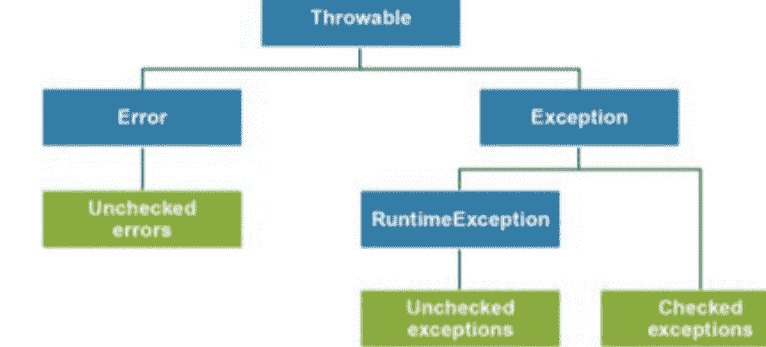 Throwable
Error
Exception
Unchecked
errors
RuntimeException
Unchecked
exceptions
Checked
exceptions